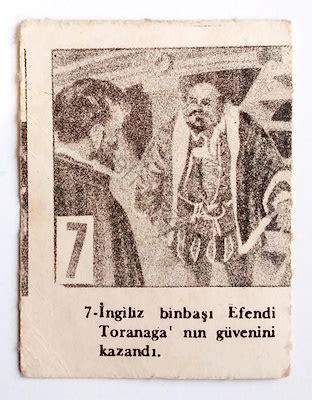 7
7-İngiliz binbaşı Efendi
Toranaga' nın güvenini
kazandı.